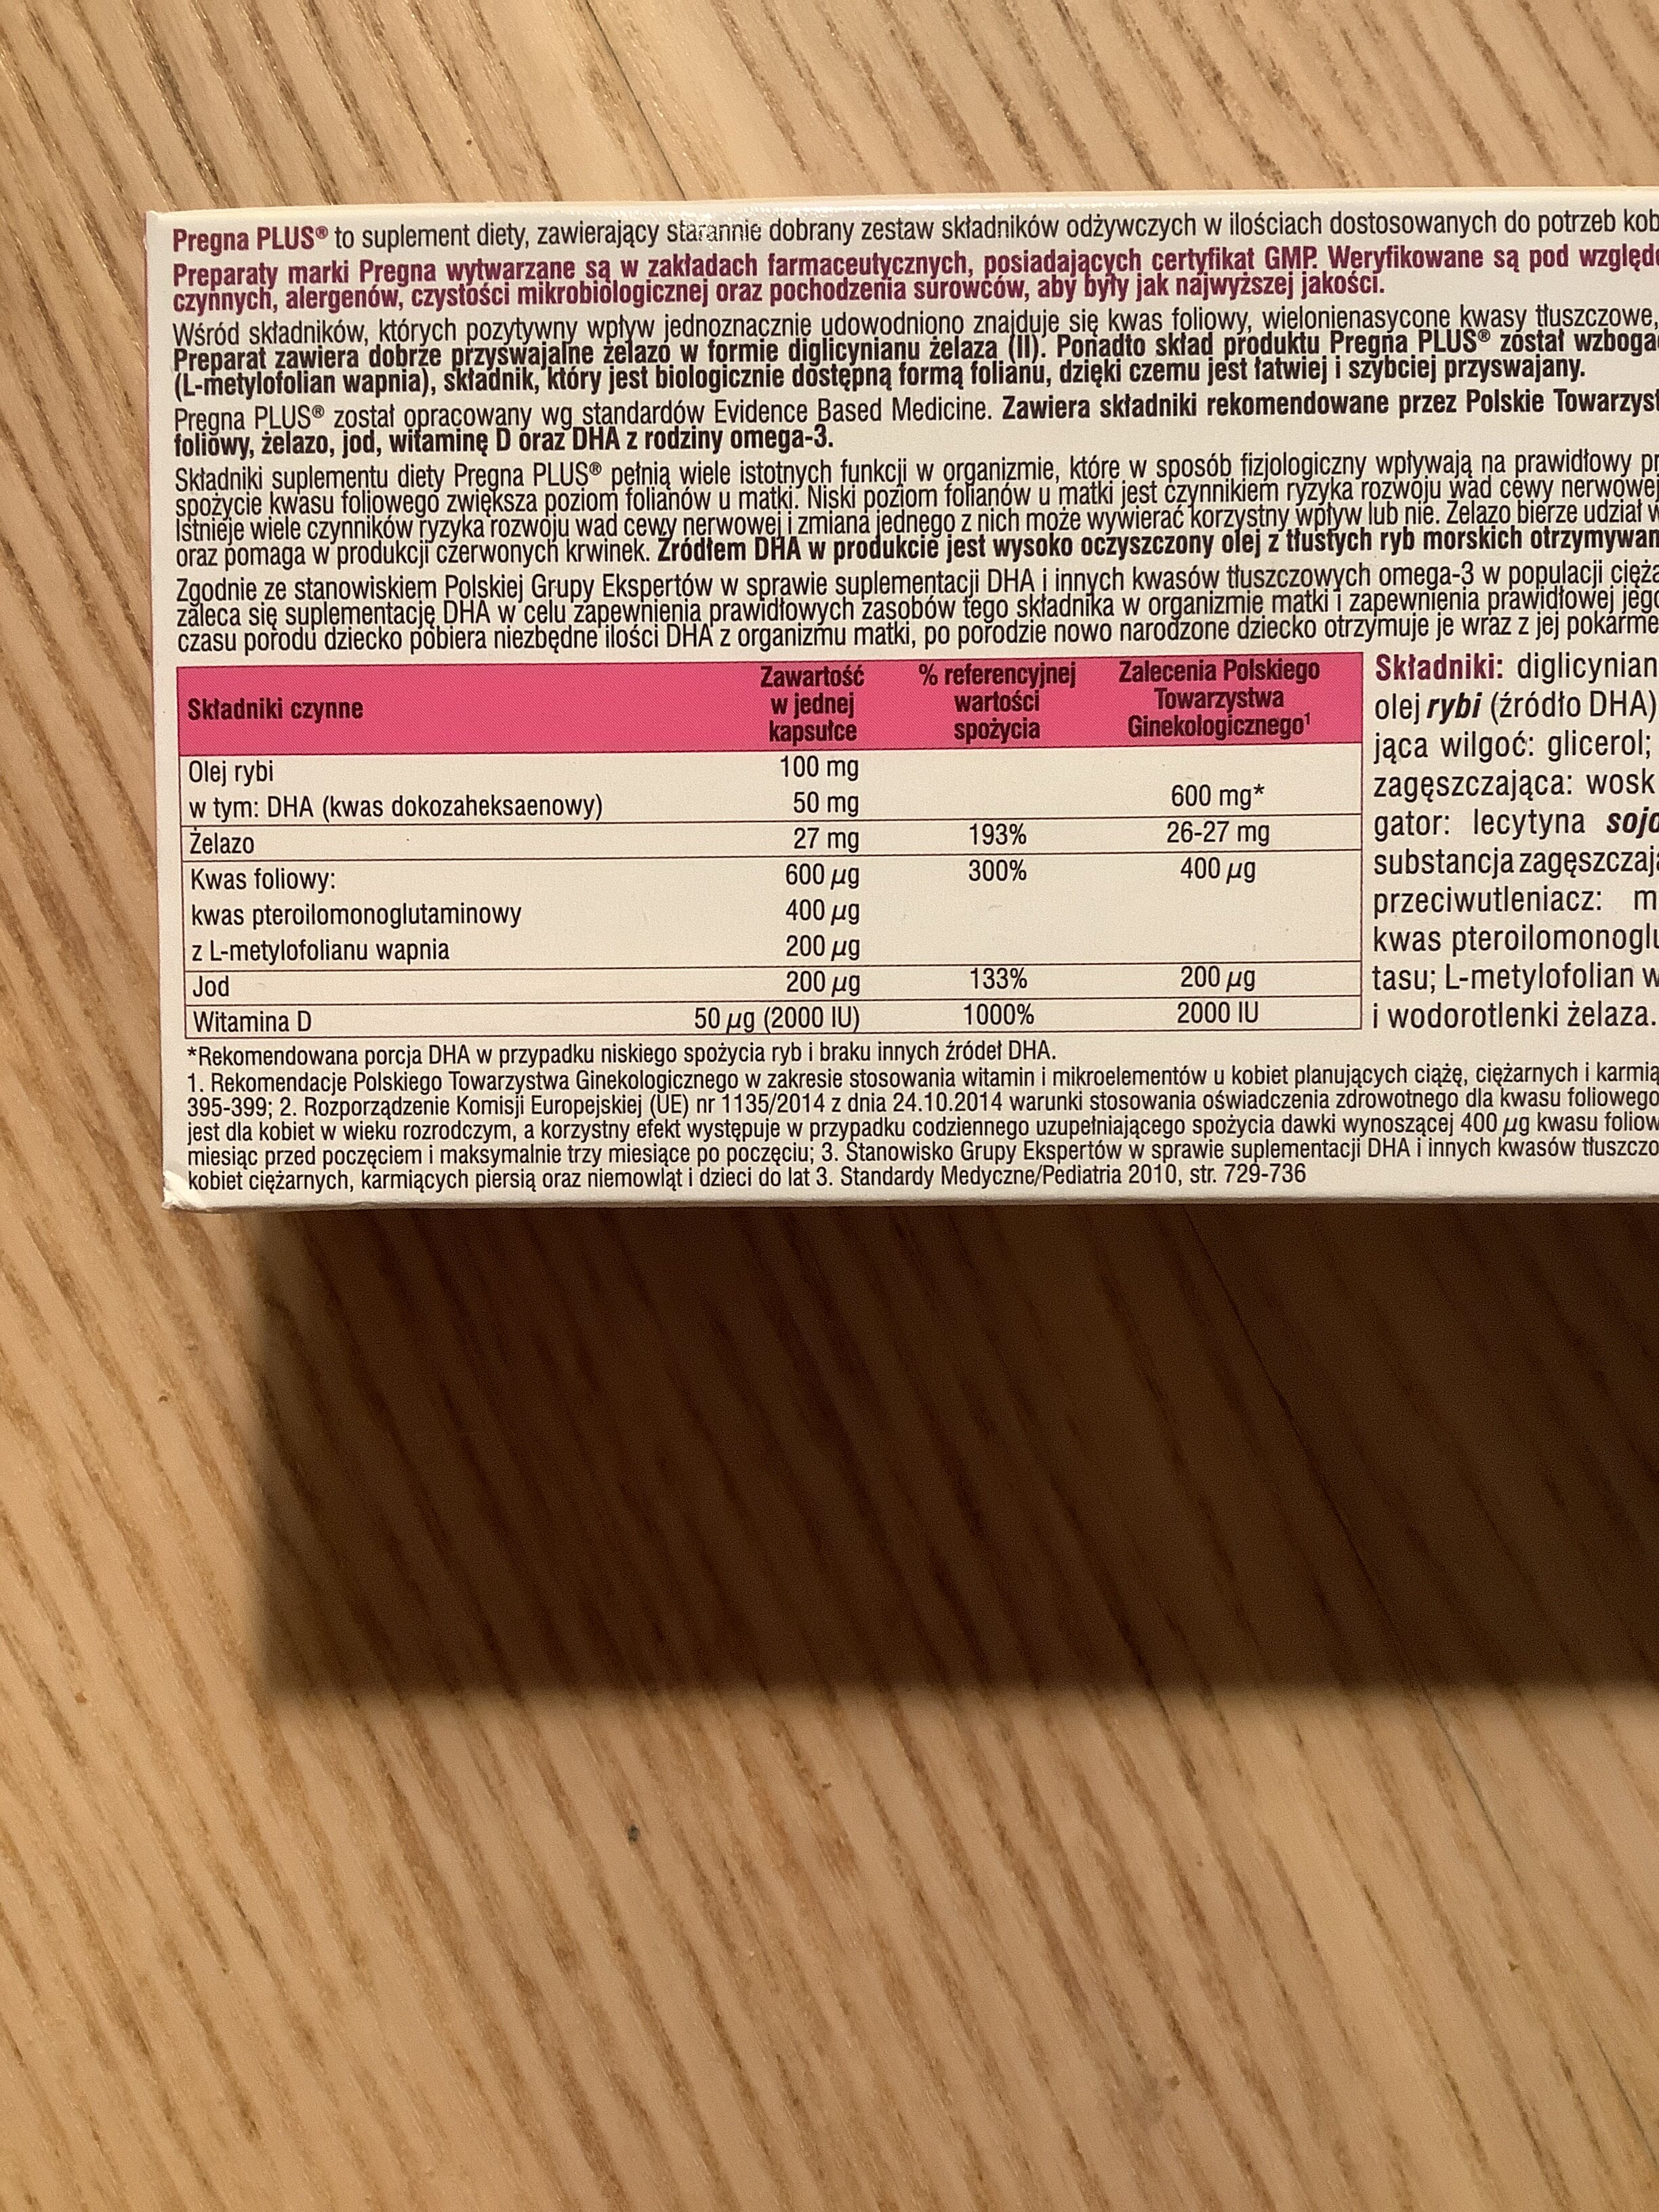 Pregna PLUS® to suplement diety, zawierający starannie dobrany zestaw składników odżywczych w ilościach dostosowanych do potrzeb
Preparaty marki Pregna wytwarzane są w zakładach farmaceutycznych, posiadających certyfikat GMP. Weryfikowane są pod
czynnych, alergenów, czystości mikrobiologicznej oraz pochodzenia surowców, aby były jak najwyższej jakości.
Wśród składników, których pozytywny wpływ jednoznacznie udowodniono znajduje się kwas foliowy, wielonienasycone kwasy tłuszczowe,
Preparat zawiera dobrze przyswajalne żelazo w formie diglicynianu żelaza (II). Ponadto skład produktu Pregna PLUS® został
(L-metylofolian wapnia), składnik, który jest biologicznie dostępną formą folianu, dzięki czemu jest łatwiej i szybciej przyswajany.
Pregna PLUS® został opracowany wg standardów Evidence Based Medicine. Zawiera składniki rekomendowane przez Polskie
foliowy, żelazo, jod, witaminę D oraz DHA z rodziny omega-3.
Składniki suplementu diety Pregna PLUS® pełnią wiele istotnych funkcji w organizmie, które w sposób fizjologiczny wpływają na prawidłowy
spożycie kwasu foliowego zwiększa poziom folianów u matki. Niski poziom folianów u matki jest czynnikiem ryzyka rozwoju wad cewy nerwowej
Istnieje wiele czynników ryzyka rozwoju wad cewy nerwowej i zmiana jednego z nich może wywierać korzystny wpływ lub nie. Żelazo bierze udział
oraz pomaga w produkcji czerwonych krwinek. Źródłem DHA w produkcie jest wysoko oczyszczony olej z tłustych ryb morskich
Zgodnie ze stanowiskiem Polskiej Grupy Ekspertów w sprawie suplementacji DHA i innych kwasów tłuszczowych omega-3 w populacji
zaleca się suplementację DHA w celu zapewnienia prawidłowych zasobów tego składnika w organizmie matki i zapewnienia prawidłowej
czasu porodu dziecko pobiera niezbędne ilości DHA z organizmu matki, po porodzie nowo narodzone dziecko otrzymuje je wraz z jej
Składniki czynne Zawartość w jednej kapsułce % referencyjnej wartości spożycia Zalecenia Polskiego Towarzystwa Ginekologicznego¹
Olej rybi 100 mg
w tym: DHA (kwas dokozaheksaenowy) 50 mg 600 mg*
Żelazo 27 mg 193% 26-27 mg
Kwas foliowy: 600 µg 300% 400 µg
kwas pteroilomonoglutaminowy 400 µg
z L-metylofolianu wapnia 200 µg
Jod 200 µg 133% 200 µg
Witamina D 50 µg (2000 IU) 1000% 2000 IU
Składniki: diglicynian
olej rybi (źródło DHA)
jąca wilgoć: glicerol;
zagęszczająca: wosk
gator: lecytyna
substancja
przeciwutleniacz:
kwas
tasu; L-metylofolian
i wodorotlenki żelaza.
*Rekomendowana porcja DHA w przypadku niskiego spożycia ryb i braku innych źródeł DHA.
1. Rekomendacje Polskiego Towarzystwa Ginekologicznego w zakresie stosowania witamin i mikroelementów u kobiet planujących ciążę, ciężarnych i
395-399; 2. Rozporządzenie Komisji Europejskiej (UE) nr 1135/2014 z dnia 24.10.2014 warunki stosowania oświadczenia zdrowotnego dla kwasu foliowego
jest dla kobiet w wieku rozrodczym, a korzystny efekt występuje w przypadku codziennego uzupełniającego spożycia dawki wynoszącej 400 µg kwasu
miesiąc przed poczęciem i maksymalnie trzy miesiące po poczęciu; 3. Stanowisko Grupy Ekspertów w sprawie suplementacji DHA i innych kwasów
kobiet ciężarnych, karmiących piersią oraz niemowląt i dzieci do lat 3. Standardy Medyczne/Pediatria 2010, str. 729-736